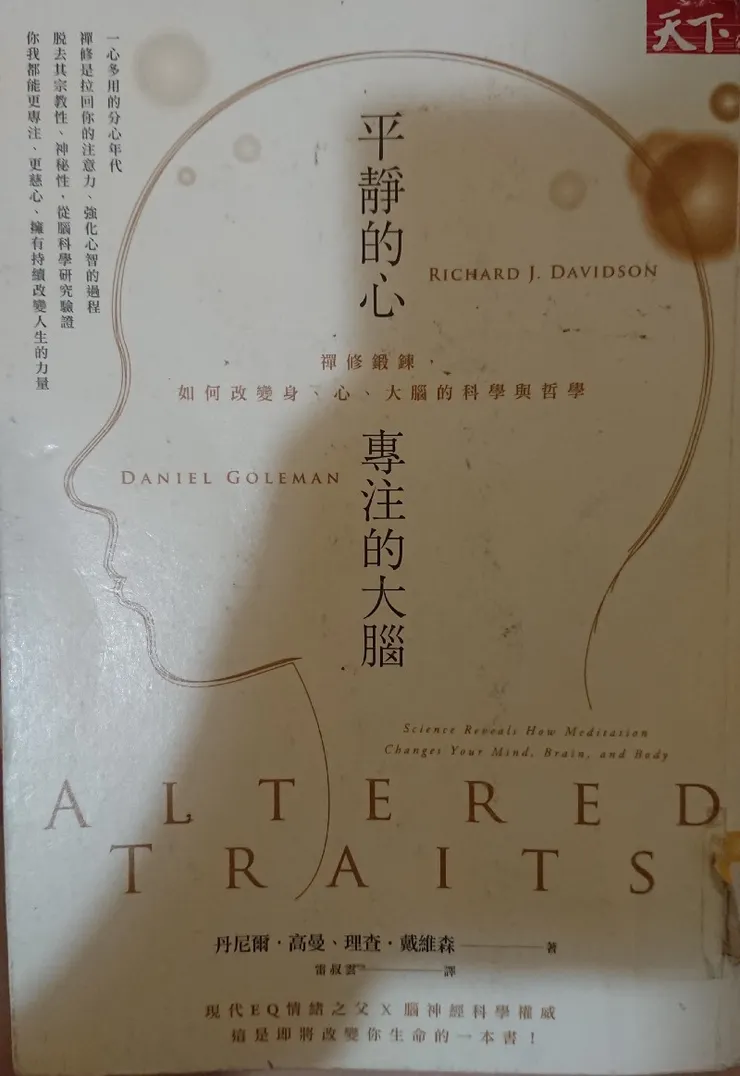 天下
一心多用的分心年代
禪修是拉回你的注意力、強化心智的過程
脫去其宗教性、神秘性，從腦科學研究驗證
你我都能更專注、更慈心、擁有持續改變人生的力量
平靜的心
RICHARD J. DAVIDSON
禪修鍛鍊，
如何改變身、心、大腦的科學與哲學
DANIEL GOLEMAN
專注的大腦
Science Reveals How Meditation
Changes Your Mind, Brain, and Body
ALTERED
TRAITS
丹尼爾·高曼、理查·戴維森——著
雷叔雲——譯
現代EQ情緒之父 X 腦神經科學權威
這是即將改變你生命的一本書！